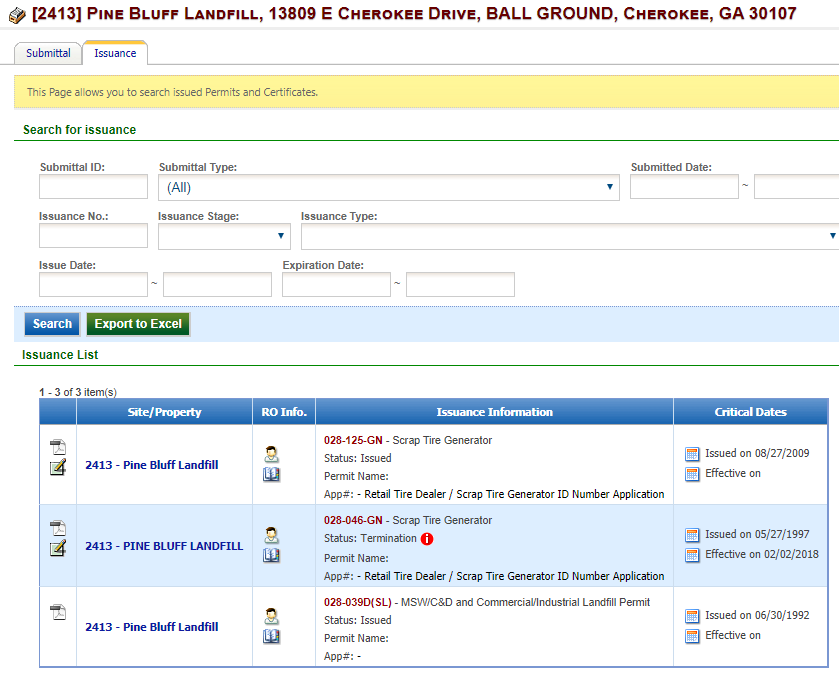 [2413] Pine Bluff Landfill, 13809 E Cherokee Drive, BALL GROUND, Cherokee, GA 30107
Submittal Issuance
This Page allows you to search issued Permits and Certificates.
Search for issuance
Submittal ID: Submittal Type: Submitted Date:
(All) ~
Issuance No.: Issuance Stage: Issuance Type:
Issue Date: Expiration Date:
~ ~
Search Export to Excel
Issuance List
1 - 3 of 3 item(s)
Site/Property RO Info. Issuance Information Critical Dates
2413 - Pine Bluff Landfill
028-125-GN - Scrap Tire Generator
Status: Issued
Permit Name:
App#: - Retail Tire Dealer / Scrap Tire Generator ID Number Application
Issued on 08/27/2009
Effective on
2413 - PINE BLUFF LANDFILL
028-046-GN - Scrap Tire Generator
Status: Termination
Permit Name:
App#: - Retail Tire Dealer / Scrap Tire Generator ID Number Application
Issued on 05/27/1997
Effective on 02/02/2018
2413 - Pine Bluff Landfill
028-039D(SL) - MSW/C&D and Commercial/Industrial Landfill Permit
Status: Issued
Permit Name:
App#: -
Issued on 06/30/1992
Effective on